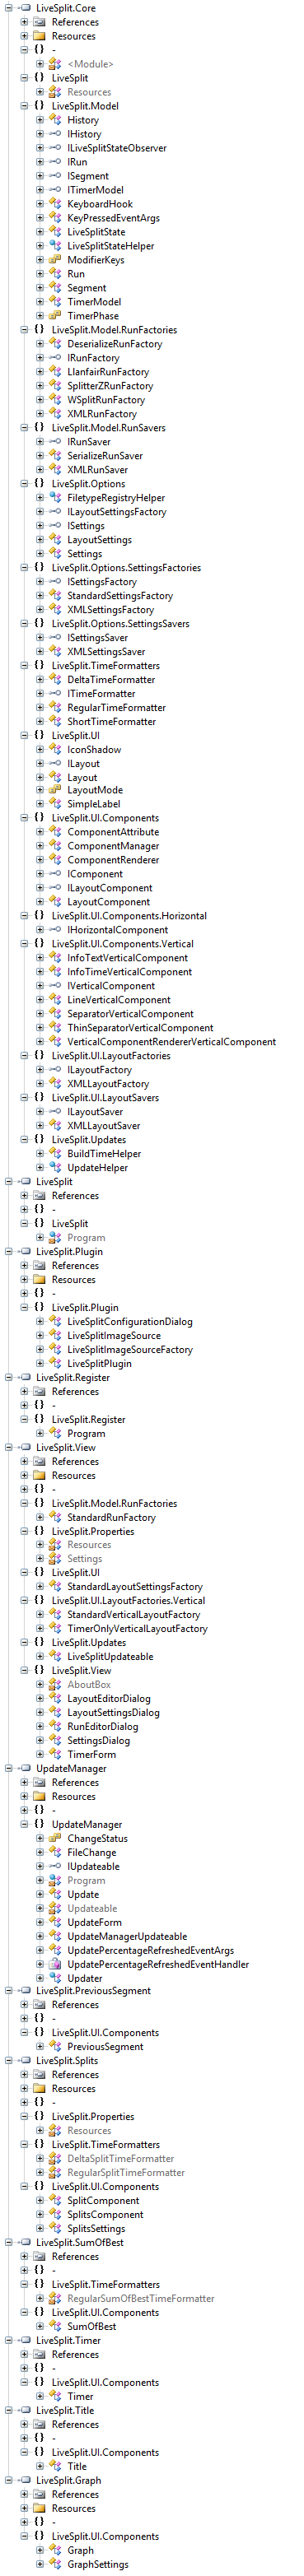 LiveSplit.Core
References
Resources
-
<Module>
LiveSplit
Resources
LiveSplit.Model
History
IHistory
ILiveSplitStateObserver
IRun
ISegment
ITimerModel
KeyboardHook
KeyPressedEventArgs
LiveSplitState
LiveSplitStateHelper
ModifierKeys
Run
Segment
TimerModel
TimerPhase
LiveSplit.Model.RunFactories
DeserializeRunFactory
IRunFactory
LlanfairRunFactory
SplitterZRunFactory
WSplitRunFactory
XMLRunFactory
LiveSplit.Model.RunSavers
IRunSaver
SerializeRunSaver
XMLRunSaver
LiveSplit.Options
FiletypeRegistryHelper
ILayoutSettingsFactory
ISettings
LayoutSettings
Settings
LiveSplit.Options.SettingsFactories
ISettingsFactory
StandardSettingsFactory
XMLSettingsFactory
LiveSplit.Options.SettingsSavers
ISettingsSaver
XMLSettingsSaver
LiveSplit.TimeFormatters
DeltaTimeFormatter
ITimeFormatter
RegularTimeFormatter
ShortTimeFormatter
LiveSplit.UI
IconShadow
ILayout
Layout
LayoutMode
SimpleLabel
LiveSplit.UI.Components
ComponentAttribute
ComponentManager
ComponentRenderer
IComponent
ILayoutComponent
LayoutComponent
LiveSplit.UI.Components.Horizontal
IHorizontalComponent
LiveSplit.UI.Components.Vertical
InfoTextVerticalComponent
InfoTimeVerticalComponent
IVerticalComponent
LineVerticalComponent
SeparatorVerticalComponent
ThinSeparatorVerticalComponent
VerticalComponentRendererVerticalComponent
LiveSplit.UI.LayoutFactories
ILayoutFactory
XMLLayoutFactory
LiveSplit.UI.LayoutSavers
ILayoutSaver
XMLLayoutSaver
LiveSplit.Updates
BuildTimeHelper
UpdateHelper
LiveSplit
References
-
LiveSplit
Program
LiveSplit.Plugin
References
Resources
-
LiveSplit.Plugin
LiveSplitConfigurationDialog
LiveSplitImageSource
LiveSplitImageSourceFactory
LiveSplitPlugin
LiveSplit.Register
References
-
LiveSplit.Register
Program
LiveSplit.View
References
Resources
-
LiveSplit.Model.RunFactories
StandardRunFactory
LiveSplit.Properties
Resources
Settings
LiveSplit.UI
StandardLayoutSettingsFactory
LiveSplit.UI.LayoutFactories.Vertical
StandardVerticalLayoutFactory
TimerOnlyVerticalLayoutFactory
LiveSplit.Updates
LiveSplitUpdateable
LiveSplit.View
AboutBox
LayoutEditorDialog
LayoutSettingsDialog
RunEditorDialog
SettingsDialog
TimerForm
UpdateManager
References
Resources
-
UpdateManager
ChangeStatus
FileChange
IUpdateable
Program
Update
Updateable
UpdateForm
UpdateManagerUpdateable
UpdatePercentageRefreshedEventArgs
UpdatePercentageRefreshedEventHandler
Updater
LiveSplit.PreviousSegment
References
-
LiveSplit.UI.Components
PreviousSegment
LiveSplit.Splits
References
Resources
-
LiveSplit.Properties
Resources
LiveSplit.TimeFormatters
DeltaSplitTimeFormatter
RegularSplitTimeFormatter
LiveSplit.UI.Components
SplitComponent
SplitsComponent
SplitsSettings
LiveSplit.SumOfBest
References
-
LiveSplit.TimeFormatters
RegularSumOfBestTimeFormatter
LiveSplit.UI.Components
SumOfBest
LiveSplit.Timer
References
-
LiveSplit.UI.Components
Timer
LiveSplit.Title
References
-
LiveSplit.UI.Components
Title
LiveSplit.Graph
References
Resources
-
LiveSplit.UI.Components
Graph
GraphSettings